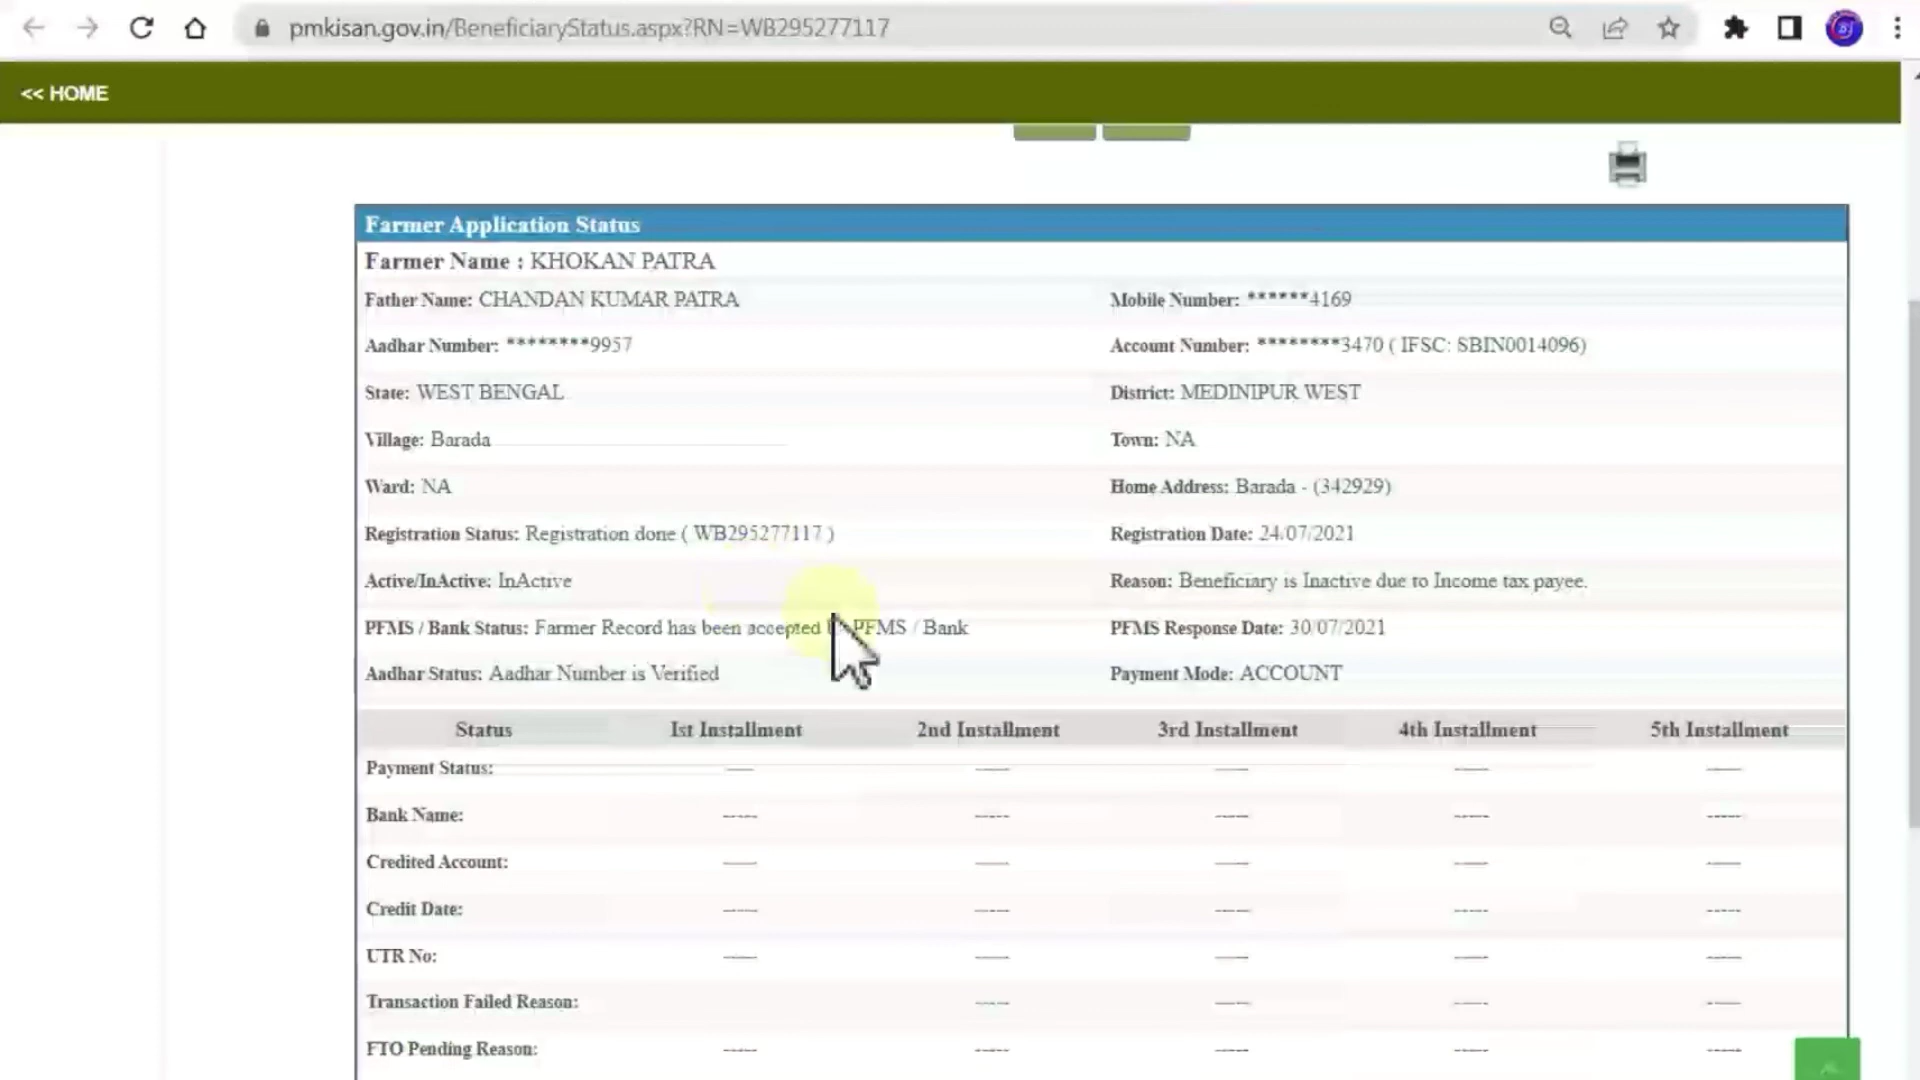 pmkisan.gov.in/BeneficiaryStatus.aspx?RN=WB295277117
<< HOME
Farmer Application Status
Farmer Name : KHOKAN PATRA
Father Name: CHANDAN KUMAR PATRA Mobile Number: ******4169
Aadhar Number: ********9957 Account Number: ********3470 ( IFSC: SBIN0014096)
State: WEST BENGAL District: MEDINIPUR WEST
Village: Barada Town: NA
Ward: NA Home Address: Barada - (342929)
Registration Status: Registration done ( WB295277117 ) Registration Date: 24/07/2021
Active/InActive: InActive Reason: Beneficiary is Inactive due to Income tax payee.
PFMS / Bank Status: Farmer Record has been accepted PFMS / Bank PFMS Response Date: 30/07/2021
Aadhar Status: Aadhar Number is Verified Payment Mode: ACCOUNT
Status 1st Installment 2nd Installment 3rd Installment 4th Installment 5th Installment
Payment Status: ----- ----- ----- ----- -----
Bank Name: ----- ----- ----- ----- -----
Credited Account: ----- ----- ----- ----- -----
Credit Date: ----- ----- ----- ----- -----
UTR No: ----- ----- ----- ----- -----
Transaction Failed Reason: ----- ----- ----- -----
FTO Pending Reason: ----- ----- ----- ----- -----